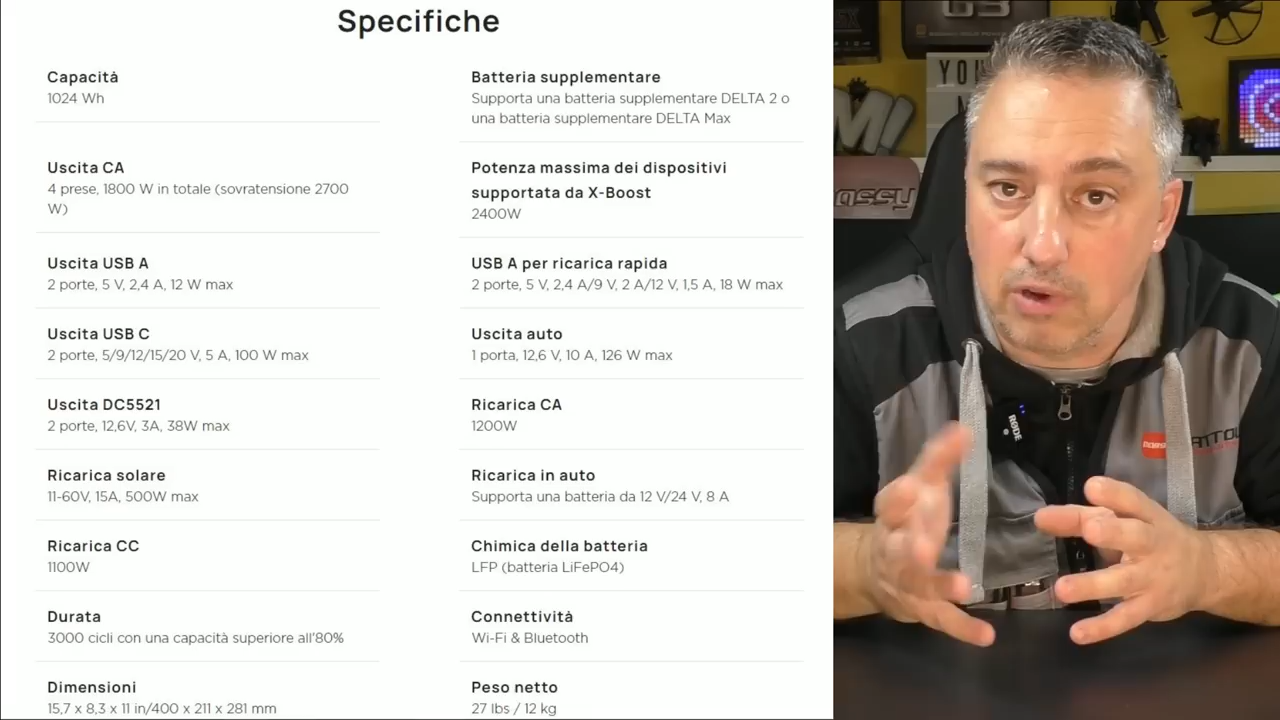 Specifiche
Capacità
1024 Wh
Batteria supplementare
Supporta una batteria supplementare DELTA 2 o
una batteria supplementare DELTA Max
Uscita CA
4 prese, 1800 W in totale (sovratensione 2700
W)
Potenza massima dei dispositivi
supportata da X-Boost
2400W
Uscita USB A
2 porte, 5 V, 2,4 A, 12 W max
USB A per ricarica rapida
2 porte, 5 V, 2,4 A/9 V, 2 A/12 V, 1,5 A, 18 W max
Uscita USB C
2 porte, 5/9/12/15/20 V, 5 A, 100 W max
Uscita auto
1 porta, 12,6 V, 10 A, 126 W max
Uscita DC5521
2 porte, 12,6V, 3A, 38W max
Ricarica CA
1200W
Ricarica solare
11-60V, 15A, 500W max
Ricarica in auto
Supporta una batteria da 12 V/24 V, 8 A
Ricarica CC
1100W
Chimica della batteria
LFP (batteria LiFePO4)
Durata
3000 cicli con una capacità superiore all'80%
Connettività
Wi-Fi & Bluetooth
Dimensioni
15,7 x 8,3 x 11 in/400 x 211 x 281 mm
Peso netto
27 lbs / 12 kg
G3
YOU
M!
assy
RØDE